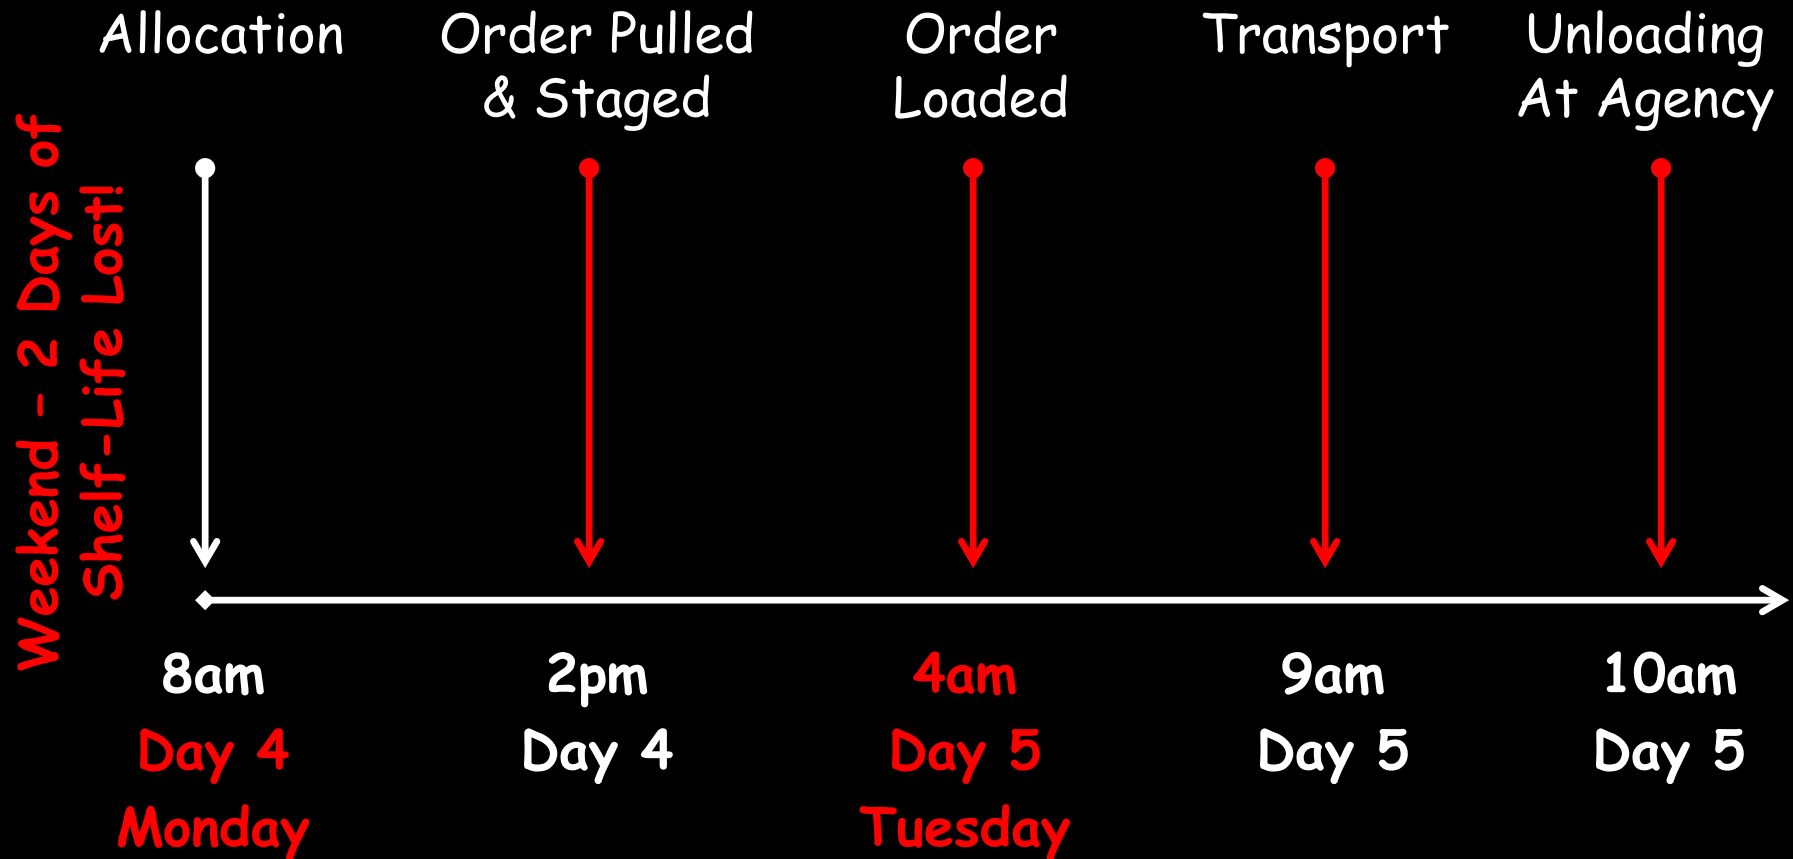 Allocation
Order Pulled
& Staged
Order
Loaded
Transport
Unloading
At Agency
Weekend - 2 Days of
Shelf-Life Lost!
8am
Day 4
Monday
2pm
Day 4
4am
Day 5
Tuesday
9am
Day 5
10am
Day 5